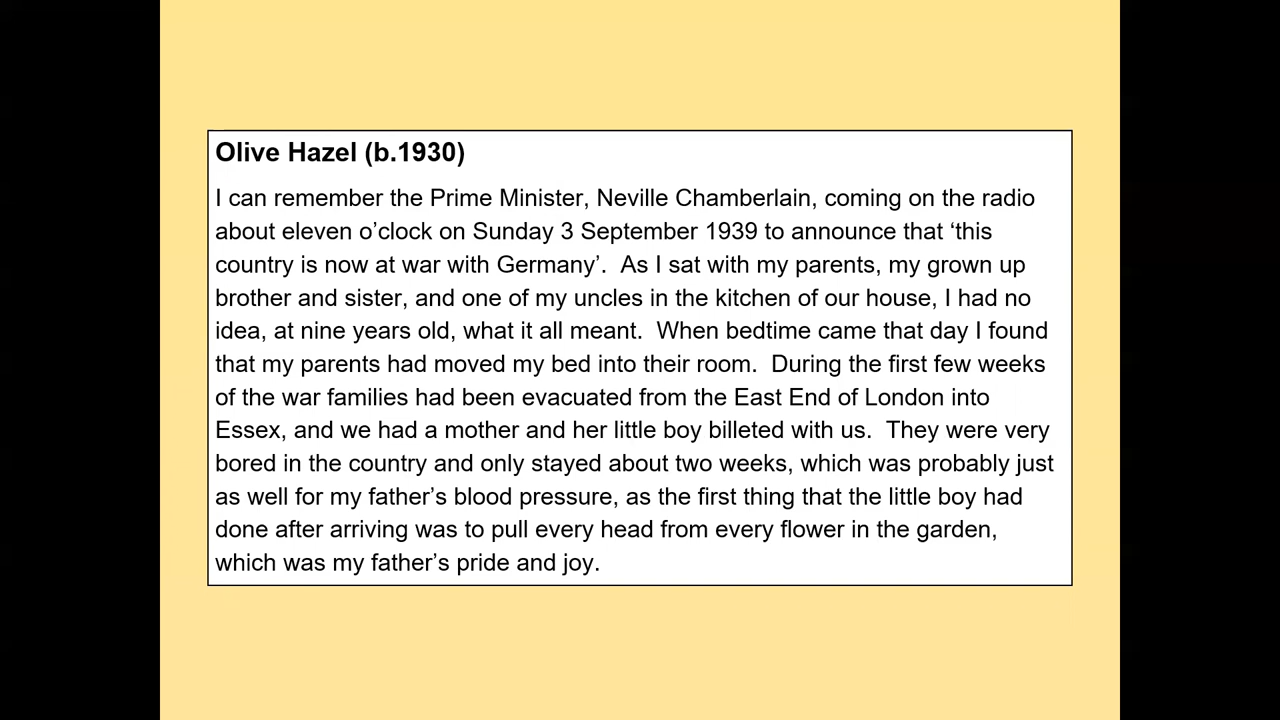 Olive Hazel (b.1930)
I can remember the Prime Minister, Neville Chamberlain, coming on the radio
about eleven o’clock on Sunday 3 September 1939 to announce that ‘this
country is now at war with Germany’.  As I sat with my parents, my grown up
brother and sister, and one of my uncles in the kitchen of our house, I had no
idea, at nine years old, what it all meant.  When bedtime came that day I found
that my parents had moved my bed into their room.  During the first few weeks
of the war families had been evacuated from the East End of London into
Essex, and we had a mother and her little boy billeted with us.  They were very
bored in the country and only stayed about two weeks, which was probably just
as well for my father’s blood pressure, as the first thing that the little boy had
done after arriving was to pull every head from every flower in the garden,
which was my father’s pride and joy.